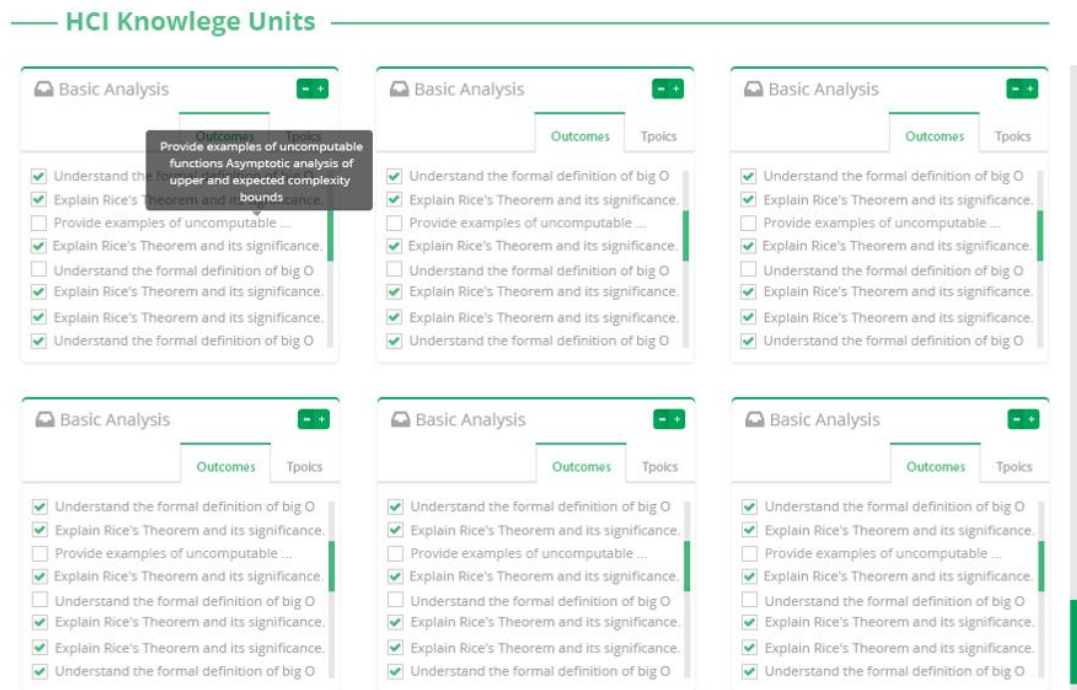 HCI Knowlege Units
Basic Analysis
- +
Outcomes Tpoics
Provide examples of uncomputable
functions Asymptotic analysis of
upper and expected complexity
bounds
Understand the formal definition of big O
Explain Rice's Theorem and its significance.
Provide examples of uncomputable ...
Explain Rice's Theorem and its significance.
Understand the formal definition of big O
Explain Rice's Theorem and its significance.
Explain Rice's Theorem and its significance.
Understand the formal definition of big O
Basic Analysis
- +
Outcomes Tpoics
Understand the formal definition of big O
Explain Rice's Theorem and its significance.
Provide examples of uncomputable ...
Explain Rice's Theorem and its significance.
Understand the formal definition of big O
Explain Rice's Theorem and its significance.
Explain Rice's Theorem and its significance.
Understand the formal definition of big O
Basic Analysis
- +
Outcomes Tpoics
Understand the formal definition of big O
Explain Rice's Theorem and its significance.
Provide examples of uncomputable ...
Explain Rice's Theorem and its significance.
Understand the formal definition of big O
Explain Rice's Theorem and its significance.
Explain Rice's Theorem and its significance.
Understand the formal definition of big O
Basic Analysis
- +
Outcomes Tpoics
Understand the formal definition of big O
Explain Rice's Theorem and its significance.
Provide examples of uncomputable ...
Explain Rice's Theorem and its significance.
Understand the formal definition of big O
Explain Rice's Theorem and its significance.
Explain Rice's Theorem and its significance.
Understand the formal definition of big O
Basic Analysis
- +
Outcomes Tpoics
Understand the formal definition of big O
Explain Rice's Theorem and its significance.
Provide examples of uncomputable ...
Explain Rice's Theorem and its significance.
Understand the formal definition of big O
Explain Rice's Theorem and its significance.
Explain Rice's Theorem and its significance.
Understand the formal definition of big O
Basic Analysis
- +
Outcomes Tpoics
Understand the formal definition of big O
Explain Rice's Theorem and its significance.
Provide examples of uncomputable ...
Explain Rice's Theorem and its significance.
Understand the formal definition of big O
Explain Rice's Theorem and its significance.
Explain Rice's Theorem and its significance.
Understand the formal definition of big O